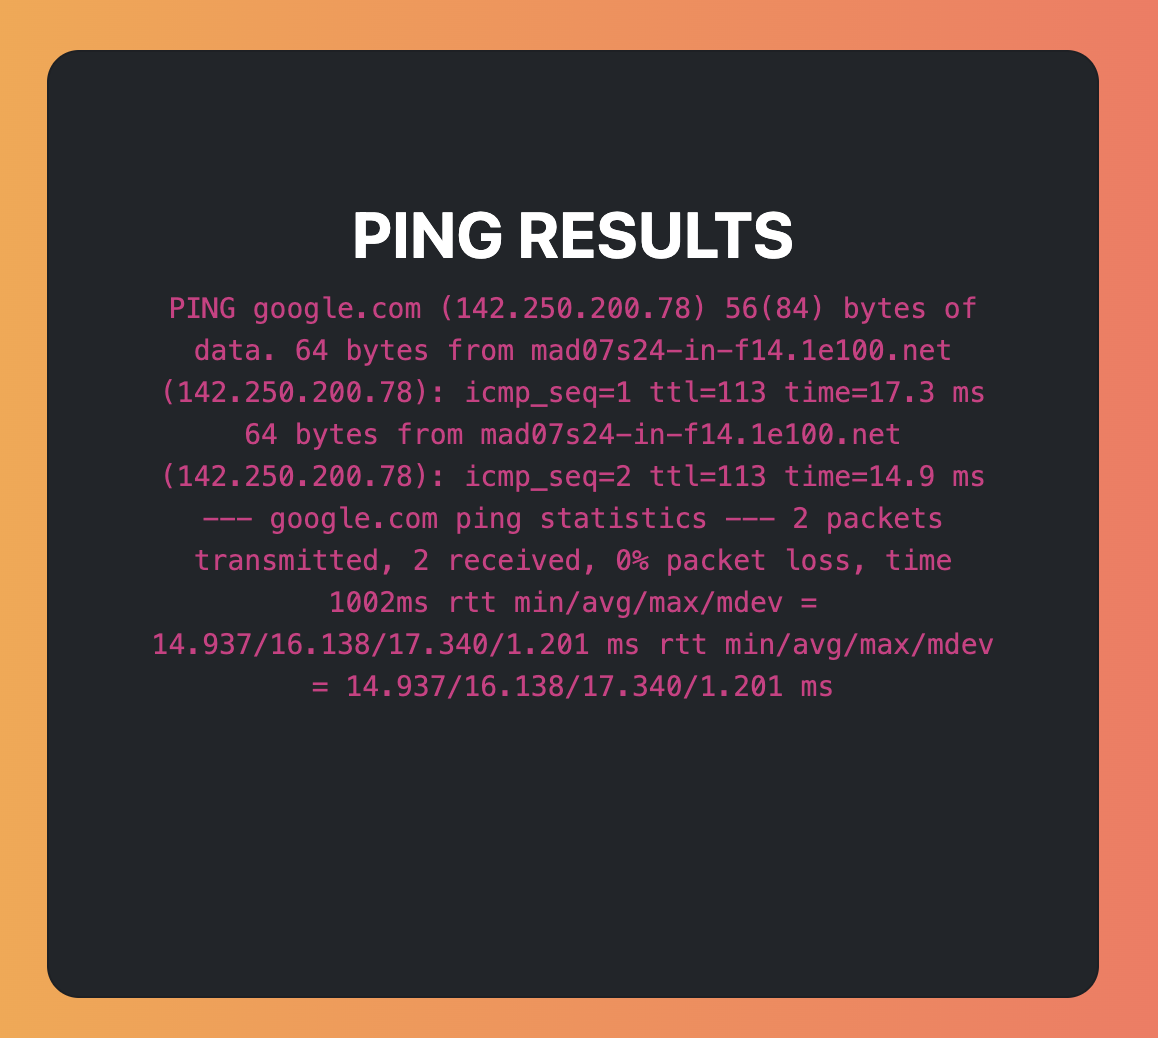 PING RESULTS
PING google.com (142.250.200.78) 56(84) bytes of
data. 64 bytes from mad07s24-in-f14.1e100.net
(142.250.200.78): icmp_seq=1 ttl=113 time=17.3 ms
64 bytes from mad07s24-in-f14.1e100.net
(142.250.200.78): icmp_seq=2 ttl=113 time=14.9 ms
--- google.com ping statistics --- 2 packets
transmitted, 2 received, 0% packet loss, time
1002ms rtt min/avg/max/mdev =
14.937/16.138/17.340/1.201 ms rtt min/avg/max/mdev
= 14.937/16.138/17.340/1.201 ms